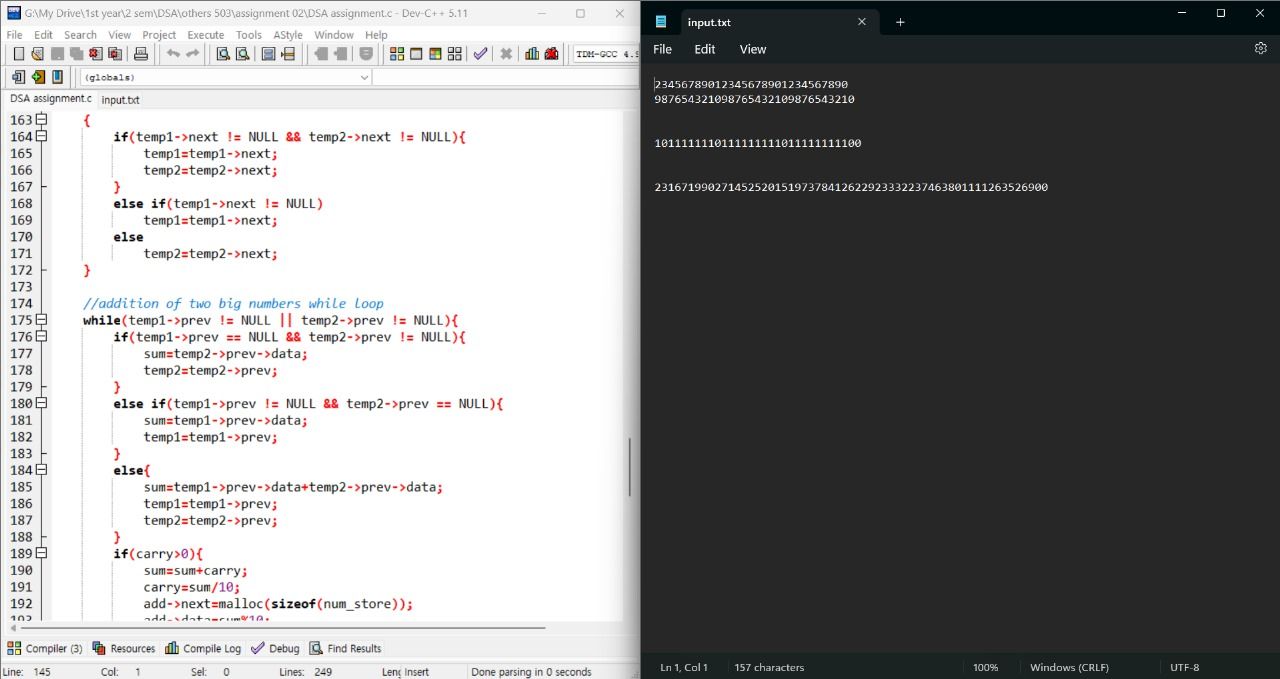 G:\My Drive\1st year\2 sem\DSA\others 503\assignment 02\DSA assignment.c - Dev-C++ 5.11
File Edit Search View Project Execute Tools AStyle Window Help
TDM-GCC 4.9
(globals)
DSA assignment.c input.txt
163 {
164 if(temp1->next != NULL && temp2->next != NULL){
165 temp1=temp1->next;
166 temp2=temp2->next;
167 }
168 else if(temp1->next != NULL)
169 temp1=temp1->next;
170 else
171 temp2=temp2->next;
172 }
173
174 //addition of two big numbers while loop
175 while(temp1->prev != NULL || temp2->prev != NULL){
176 if(temp1->prev == NULL && temp2->prev != NULL){
177 sum=temp2->prev->data;
178 temp2=temp2->prev;
179 }
180 else if(temp1->prev != NULL && temp2->prev == NULL){
181 sum=temp1->prev->data;
182 temp1=temp1->prev;
183 }
184 else{
185 sum=temp1->prev->data+temp2->prev->data;
186 temp1=temp1->prev;
187 temp2=temp2->prev;
188 }
189 if(carry>0){
190 sum=sum+carry;
191 carry=sum/10;
192 add->next=malloc(sizeof(num_store));
193 add->data=sum%10;
Compiler (3) Resources Compile Log Debug Find Results
Line: 145 Col: 1 Sel: 0 Lines: 249 Leng Insert Done parsing in 0 seconds
input.txt
File Edit View
23456789012345678901234567890
987654321098765432109876543210
1011111110111111111011111111100
23167199027145252015197378412622923332237463801111263526900
Ln 1, Col 1 157 characters 100% Windows (CRLF) UTF-8